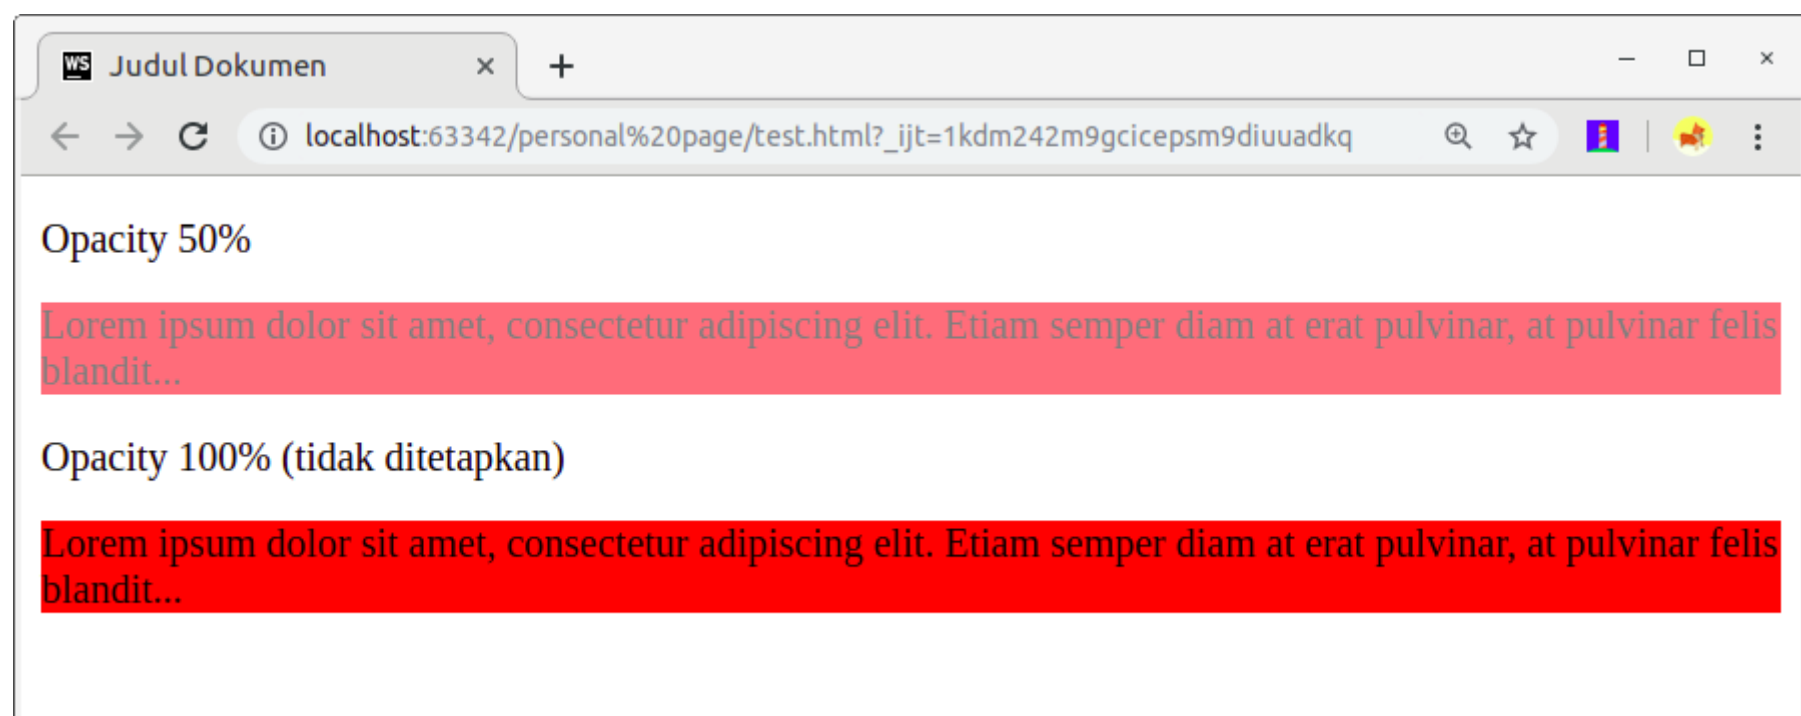 WS Judul Dokumen
localhost:63342/personal%20page/test.html?_ijt=1kdm242m9gcicepsm9diuuadkq
Opacity 50%
Lorem ipsum dolor sit amet, consectetur adipiscing elit. Etiam semper diam at erat pulvinar, at pulvinar felis
blandit...
Opacity 100% (tidak ditetapkan)
Lorem ipsum dolor sit amet, consectetur adipiscing elit. Etiam semper diam at erat pulvinar, at pulvinar felis
blandit...